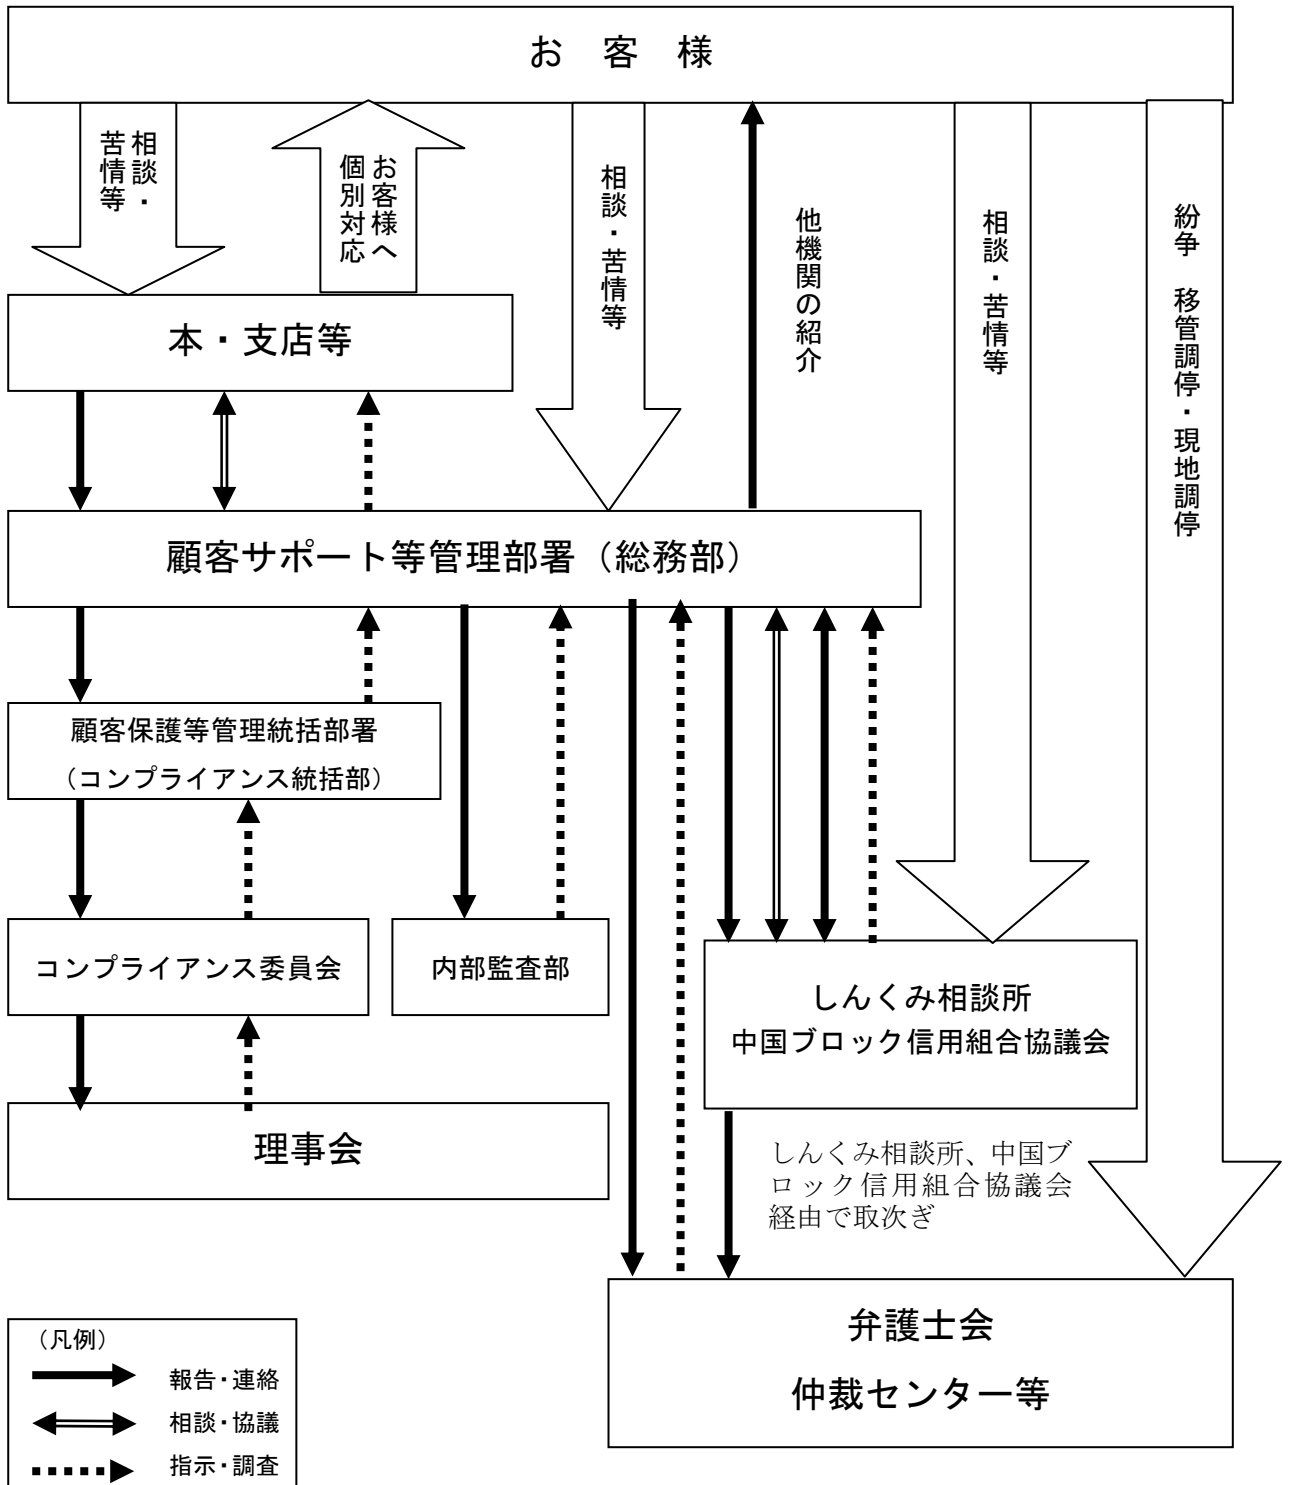 お 客 様
相談・
苦情等
お客様へ
個別対応
相談・苦情等
他機関の紹介
相談・苦情等
紛争 移管調停・現地調停
本・支店等
顧客サポート等管理部署（総務部）
顧客保護等管理統括部署
（コンプライアンス統括部）
コンプライアンス委員会
内部監査部
しんくみ相談所
中国ブロック信用組合協議会
理事会
しんくみ相談所、中国ブ
ロック信用組合協議会
経由で取次ぎ
弁護士会
仲裁センター等
（凡例）
報告・連絡
相談・協議
指示・調査